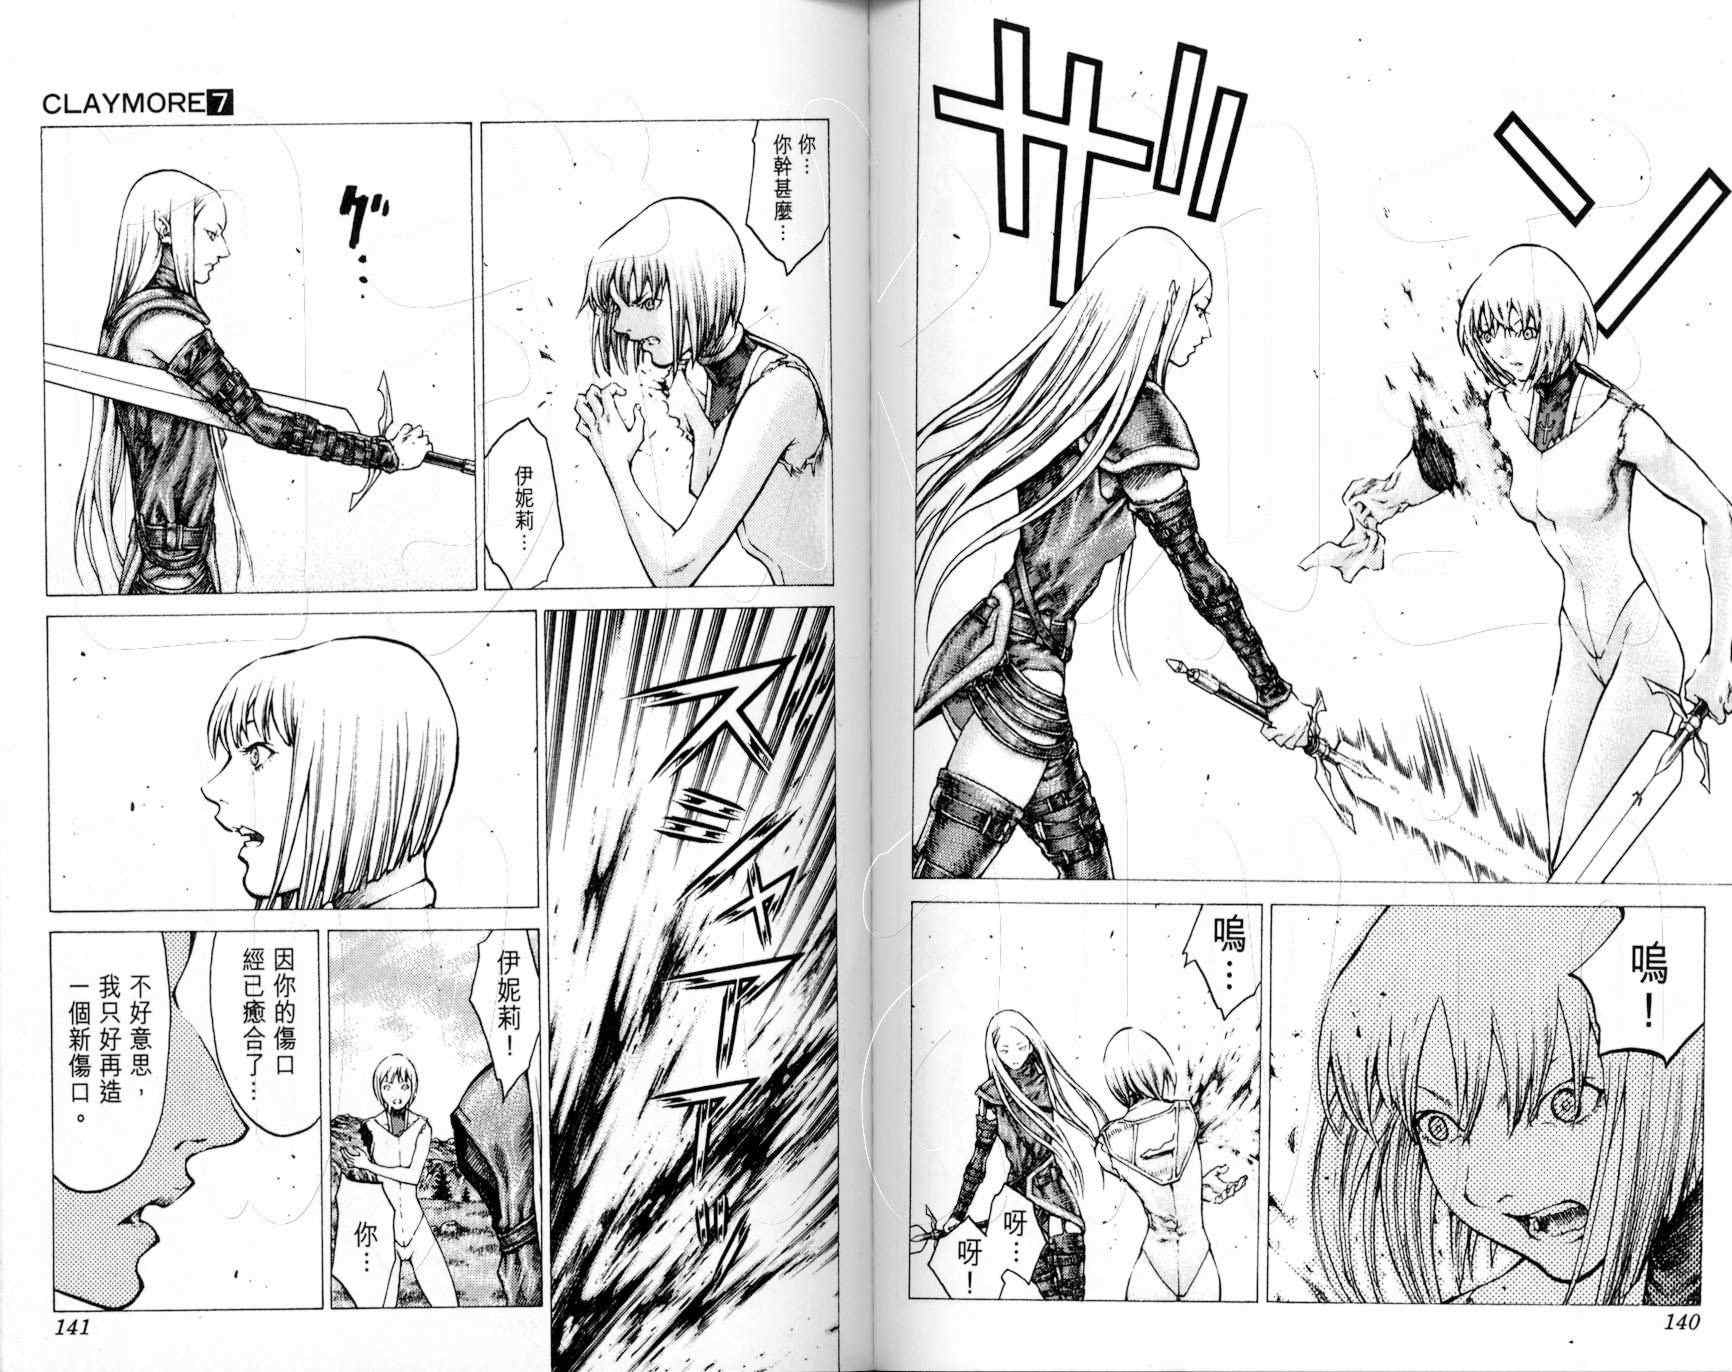 ザン
嗚！
嗚…
呀…
呀！
140
CLAYMORE 7
你…
你幹甚麼…
伊妮莉…
グ…
伊妮莉！
你…
因你的傷口
經已癒合了…
不好意思，
我只好再造
一個新傷口。
141